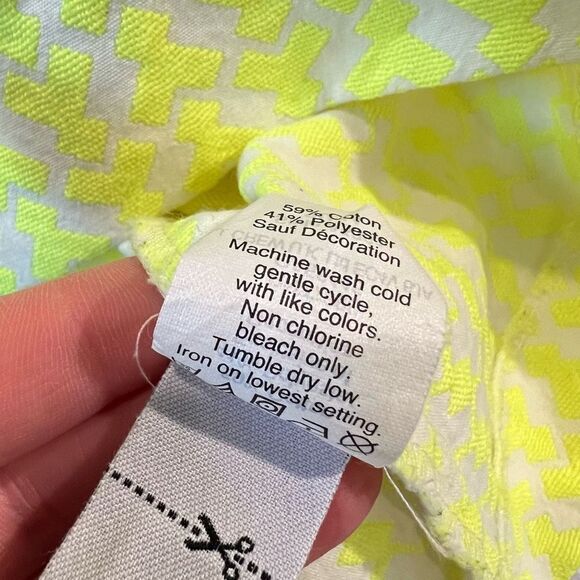 59% Cotton
41% Polyester
Sauf Décoration
Machine wash cold
gentle cycle,
with like colors.
Non chlorine
bleach only.
Tumble dry low.
Iron on lowest setting.